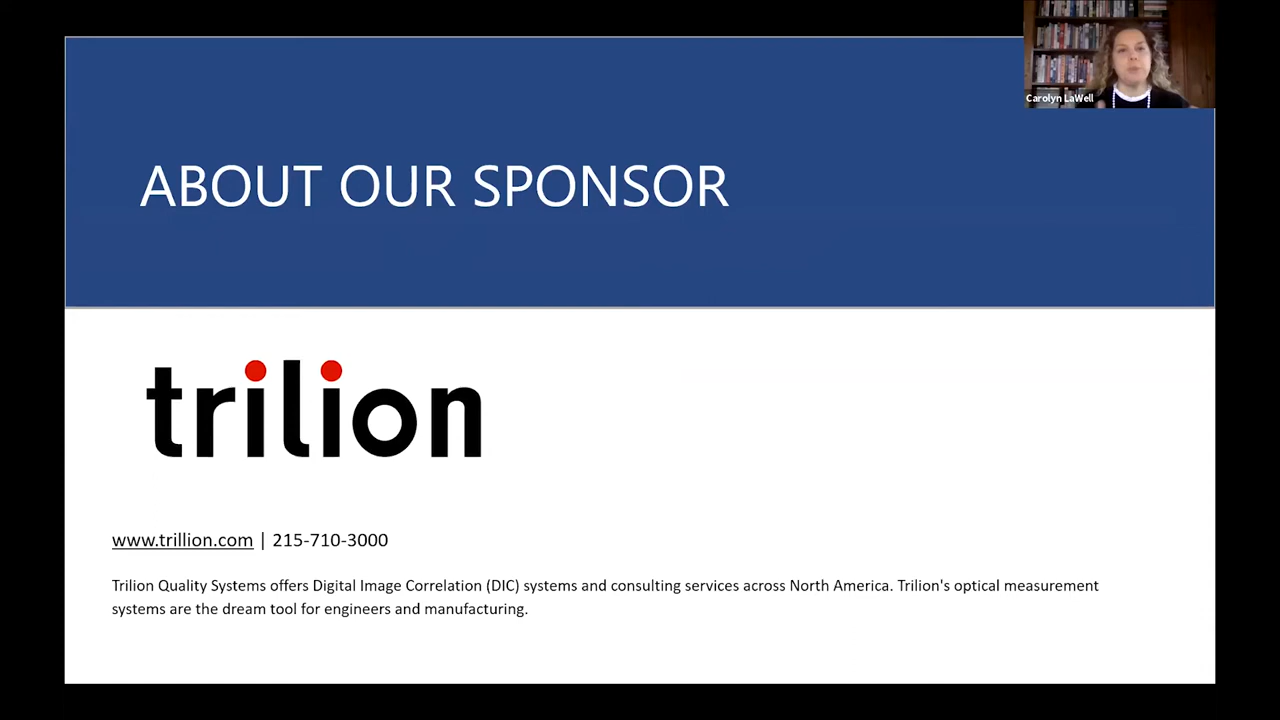 Carolyn LaWell
ABOUT OUR SPONSOR
trilion
www.trillion.com | 215-710-3000
Trilion Quality Systems offers Digital Image Correlation (DIC) systems and consulting services across North America. Trilion's optical measurement
systems are the dream tool for engineers and manufacturing.